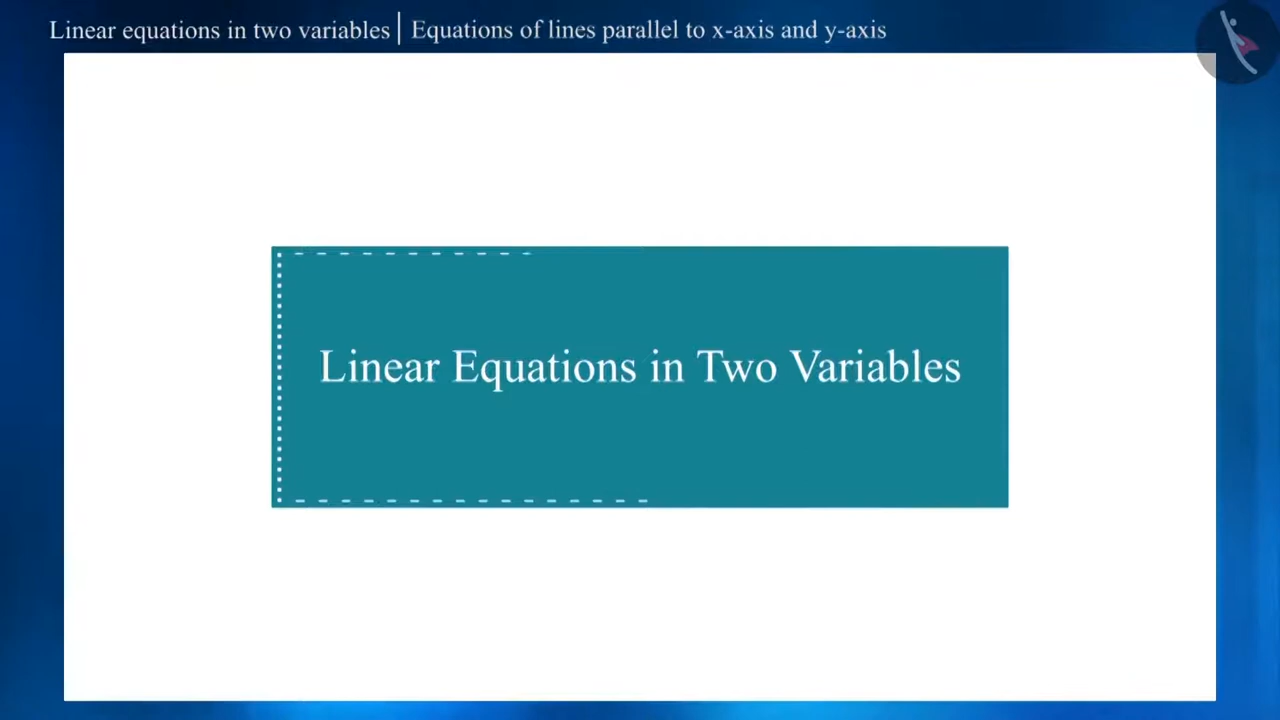 Linear equations in two variables | Equations of lines parallel to x-axis and y-axis
Linear Equations in Two Variables